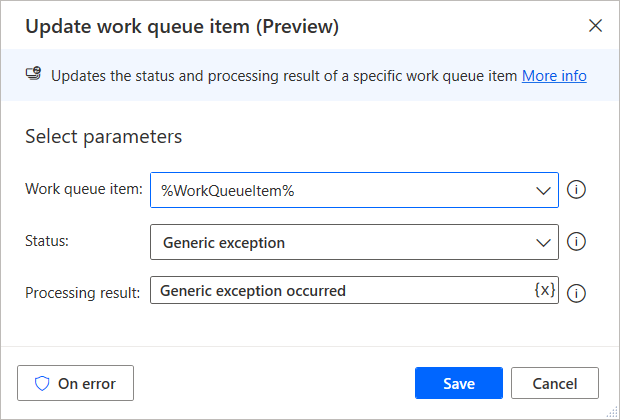 Update work queue item (Preview)
Updates the status and processing result of a specific work queue item More info
Select parameters
Work queue item: %WorkQueueItem%
Status: Generic exception
Processing result: Generic exception occurred {x}
On error Save Cancel